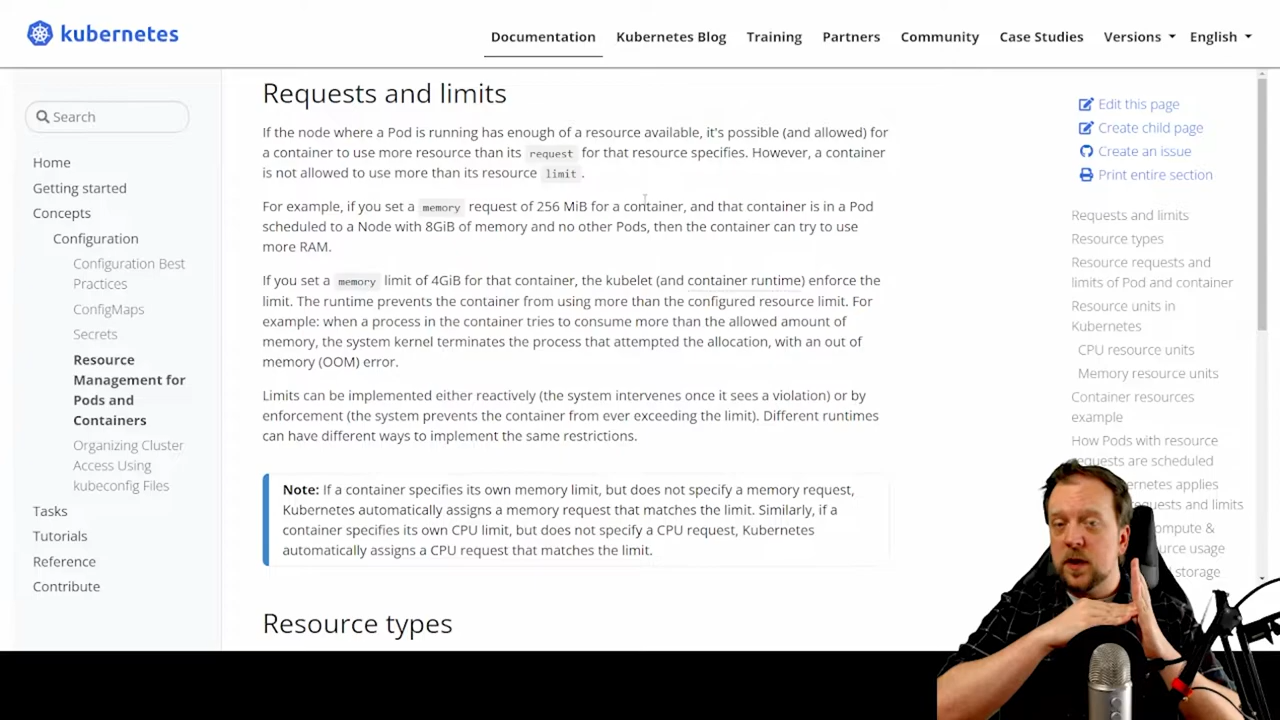 kubernetes
Documentation
Kubernetes Blog
Training
Partners
Community
Case Studies
Versions
English
Search
Home
Getting started
Concepts
Configuration
Configuration Best
Practices
ConfigMaps
Secrets
Resource
Management for
Pods and
Containers
Organizing Cluster
Access Using
kubeconfig Files
Tasks
Tutorials
Reference
Contribute
Requests and limits
If the node where a Pod is running has enough of a resource available, it's possible (and allowed) for
a container to use more resource than its request for that resource specifies. However, a container
is not allowed to use more than its resource limit .
For example, if you set a memory request of 256 MiB for a container, and that container is in a Pod
scheduled to a Node with 8GiB of memory and no other Pods, then the container can try to use
more RAM.
If you set a memory limit of 4GiB for that container, the kubelet (and container runtime) enforce the
limit. The runtime prevents the container from using more than the configured resource limit. For
example: when a process in the container tries to consume more than the allowed amount of
memory, the system kernel terminates the process that attempted the allocation, with an out of
memory (OOM) error.
Limits can be implemented either reactively (the system intervenes once it sees a violation) or by
enforcement (the system prevents the container from ever exceeding the limit). Different runtimes
can have different ways to implement the same restrictions.
Note: If a container specifies its own memory limit, but does not specify a memory request,
Kubernetes automatically assigns a memory request that matches the limit. Similarly, if a
container specifies its own CPU limit, but does not specify a CPU request, Kubernetes
automatically assigns a CPU request that matches the limit.
Resource types
Edit this page
Create child page
Create an issue
Print entire section
Requests and limits
Resource types
Resource requests and
limits of Pod and container
Resource units in
Kubernetes
CPU resource units
Memory resource units
Container resources
example
How Pods with resource
requests are scheduled
applies
requests and limits
compute &
resource usage
storage